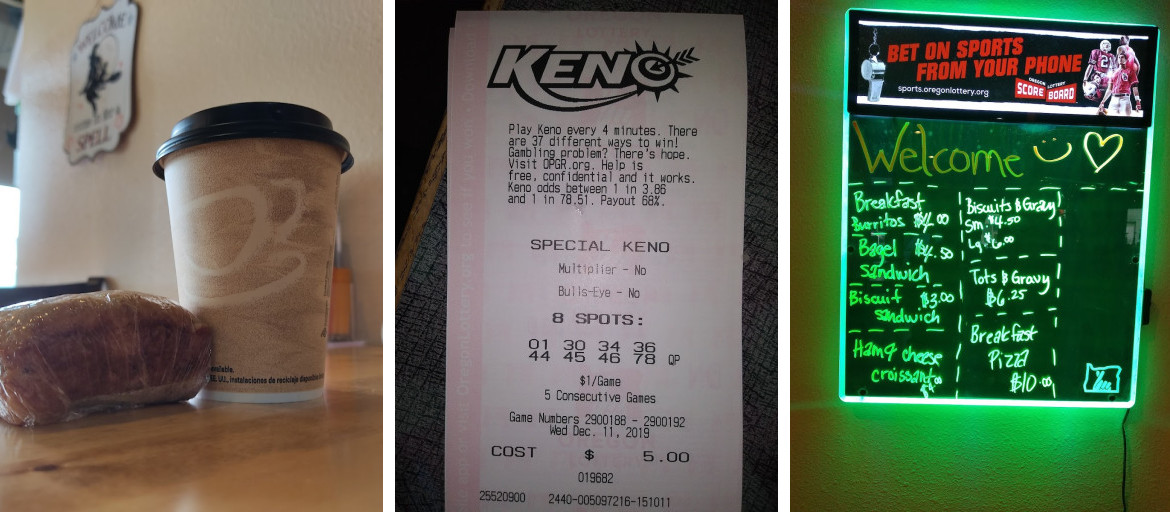 WELCOME
SPELL
KENO
Play Keno every 4 minutes. There
are 37 different ways to win!
Gambling problem? There's hope.
Visit OPGR.org. Help is
free, confidential and it works.
Keno odds between 1 in 3.86
and 1 in 78.51. Payout 68%.
SPECIAL KENO
Multiplier - No
Bulls-Eye - No
8 SPOTS:
01 30 34 36
44 45 46 78 QP
$1/Game
5 Consecutive Games
Game Numbers 2900188 - 2900192
Wed Dec. 11, 2019
COST $ 5.00
019682
25520900 2440-005097216-151011
BET ON SPORTS
FROM YOUR PHONE
sports.oregonlottery.org
OREGON LOTTERY
SCORE BOARD
Welcome
Breakfast
Burritos $4.00
Bagel $4.50
sandwich
Biscuit $3.00
sandwich
Ham & cheese
croissant
Biscuits & Gravy
Sm $4.50
Lg $6.00
Tots & Gravy
$6.25
Breakfast
Pizza
$10.00